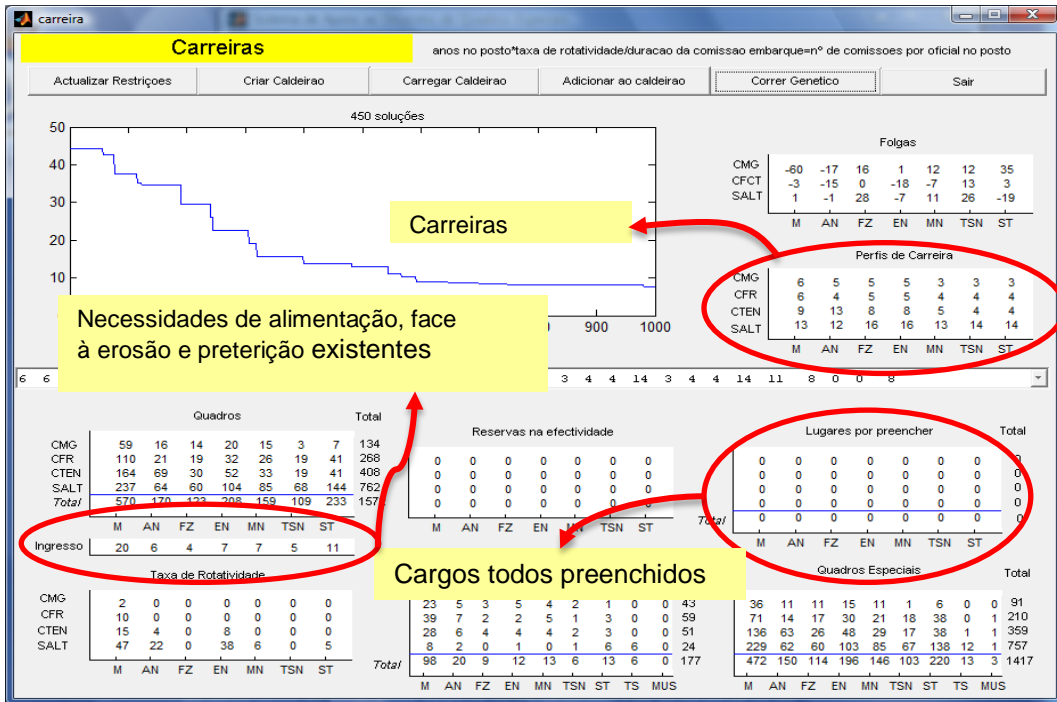 carreira
Carreiras
anos no posto*taxa de rotatividade/duracao da comissao embarque=nº de comissoes por oficial no posto
Actualizar Restriçoes Criar Caldeirao Carregar Caldeirao Adicionar ao caldeirao Correr Genetico Sair
450 soluções
50
40
30
20
10
900 1000
Folgas
CMG -60 -17 16 1 12 12 35
CFCT -3 -15 0 -18 -7 13 3
SALT 1 -1 28 -7 11 26 -19
M AN FZ EN MN TSN ST
Carreiras
Perfis de Carreira
CMG 6 5 5 5 3 3 3
CFR 6 4 5 5 4 4 4
CTEN 9 13 8 8 5 4 4
SALT 13 12 16 16 13 14 14
M AN FZ EN MN TSN ST
Necessidades de alimentação, face
à erosão e preterição existentes
6 6 3 4 4 14 3 4 4 14 11 8 0 0 8
Quadros Total
CMG 59 16 14 20 15 3 7 134
CFR 110 21 19 32 26 19 41 268
CTEN 164 69 30 52 33 19 41 408
SALT 237 64 60 104 85 68 144 762
Total 570 170 123 208 159 109 233 157
M AN FZ EN MN TSN ST
Ingresso 20 6 4 7 7 5 11
Reservas na efectividade
0 0 0 0 0 0 0
0 0 0 0 0 0 0
0 0 0 0 0 0 0
0 0 0 0 0 0 0
0 0 0 0 0 0 0
M AN FZ EN MN TSN ST
Lugares por preencher Total
0 0 0 0 0 0 0 0
0 0 0 0 0 0 0 0
0 0 0 0 0 0 0 0
0 0 0 0 0 0 0 0
Total 0 0 0 0 0 0 0 0
M AN FZ EN MN TSN ST
Cargos todos preenchidos
Taxa de Rotatividade
CMG 2 0 0 0 0 0 0
CFR 10 0 0 0 0 0 0
CTEN 15 4 0 8 0 0 0
SALT 47 22 0 38 6 0 5
M AN FZ EN MN TSN ST
23 5 3 5 4 2 1 0 0 43
39 7 2 2 5 1 3 0 0 59
28 6 4 4 4 2 3 0 0 51
8 2 0 1 0 1 6 6 0 24
Total 98 20 9 12 13 6 13 6 0 177
M AN FZ EN MN TSN ST TS MUS
Quadros Especiais Total
36 11 11 15 11 1 6 0 0 91
71 14 17 30 21 18 38 0 1 210
136 63 26 48 29 17 38 1 1 359
229 62 60 103 85 67 138 12 1 757
472 150 114 196 146 103 220 13 3 1417
M AN FZ EN MN TSN ST TS MUS